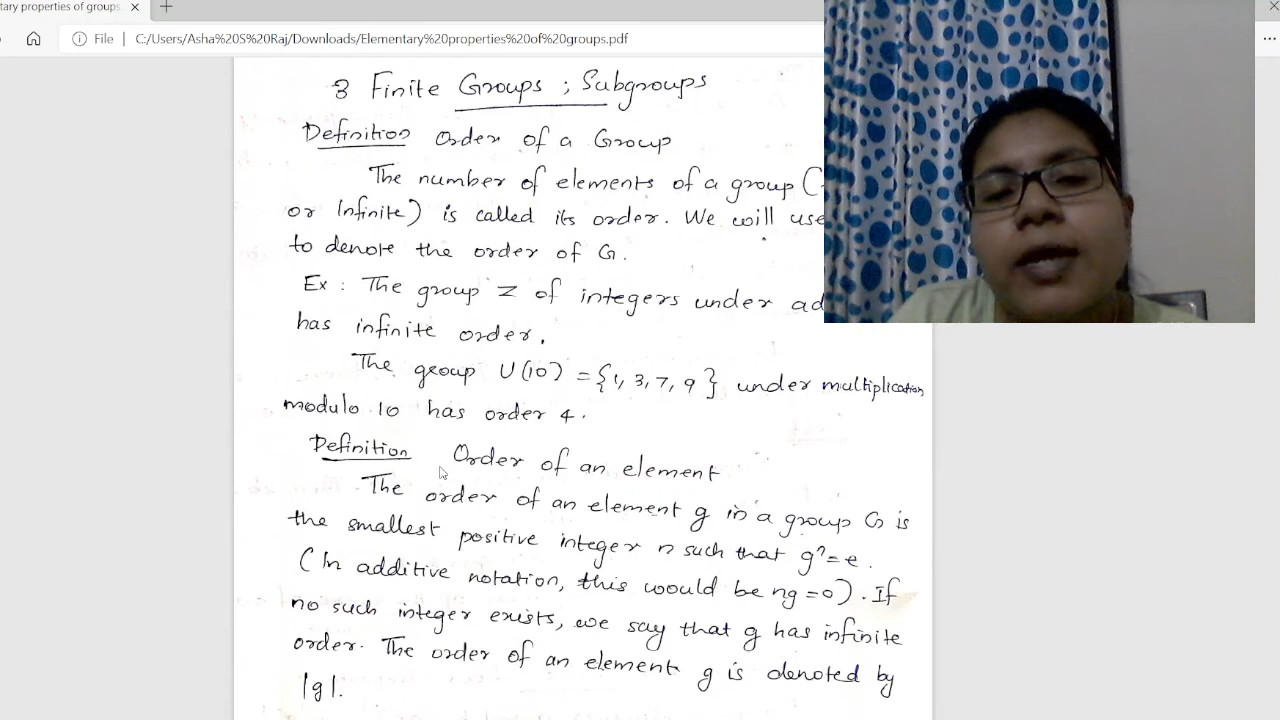 tary properties of groups.
File
C:/Users/Asha%20S%20Raj/Downloads/Elementary%20properties%20of%20groups.pdf
3 Finite Groups ; Subgroups
Definition Order of a Group
The number of elements of a group (
or Infinite) is called its order. We will use
to denote the order of G.
Ex : The group Z of integers under ad
has infinite order.
The group U(10) = {1, 3, 7, 9} under multiplication
modulo 10 has order 4.
Definition Order of an element
The order of an element g in a group G is
the smallest positive integer n such that gⁿ = e.
(In additive notation, this would be ng = 0). If
no such integer exists, we say that g has infinite
order. The order of an element g is denoted by
|g|.